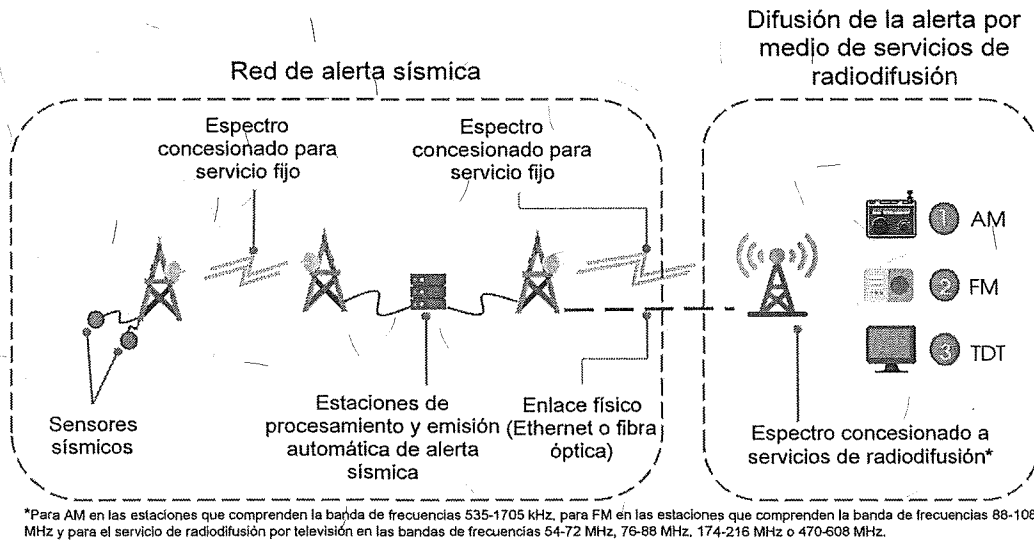 Difusión de la alerta por
medio de servicios de
radiodifusión
Red de alerta sísmica
Espectro
concesionado para
servicio fijo
Espectro
concesionado para
servicio fijo
1 AM
2 FM
3 TDT
Sensores
sísmicos
Estaciones de
procesamiento y emisión
automática de alerta
sísmica
Enlace físico
(Ethernet o fibra
óptica)
Espectro concesionado a
servicios de radiodifusión*
*Para AM en las estaciones que comprenden la banda de frecuencias 535-1705 kHz, para FM en las estaciones que comprenden la banda de frecuencias 88-108
MHz y para el servicio de radiodifusión por televisión en las bandas de frecuencias 54-72 MHz, 76-88 MHz, 174-216 MHz o 470-608 MHz.